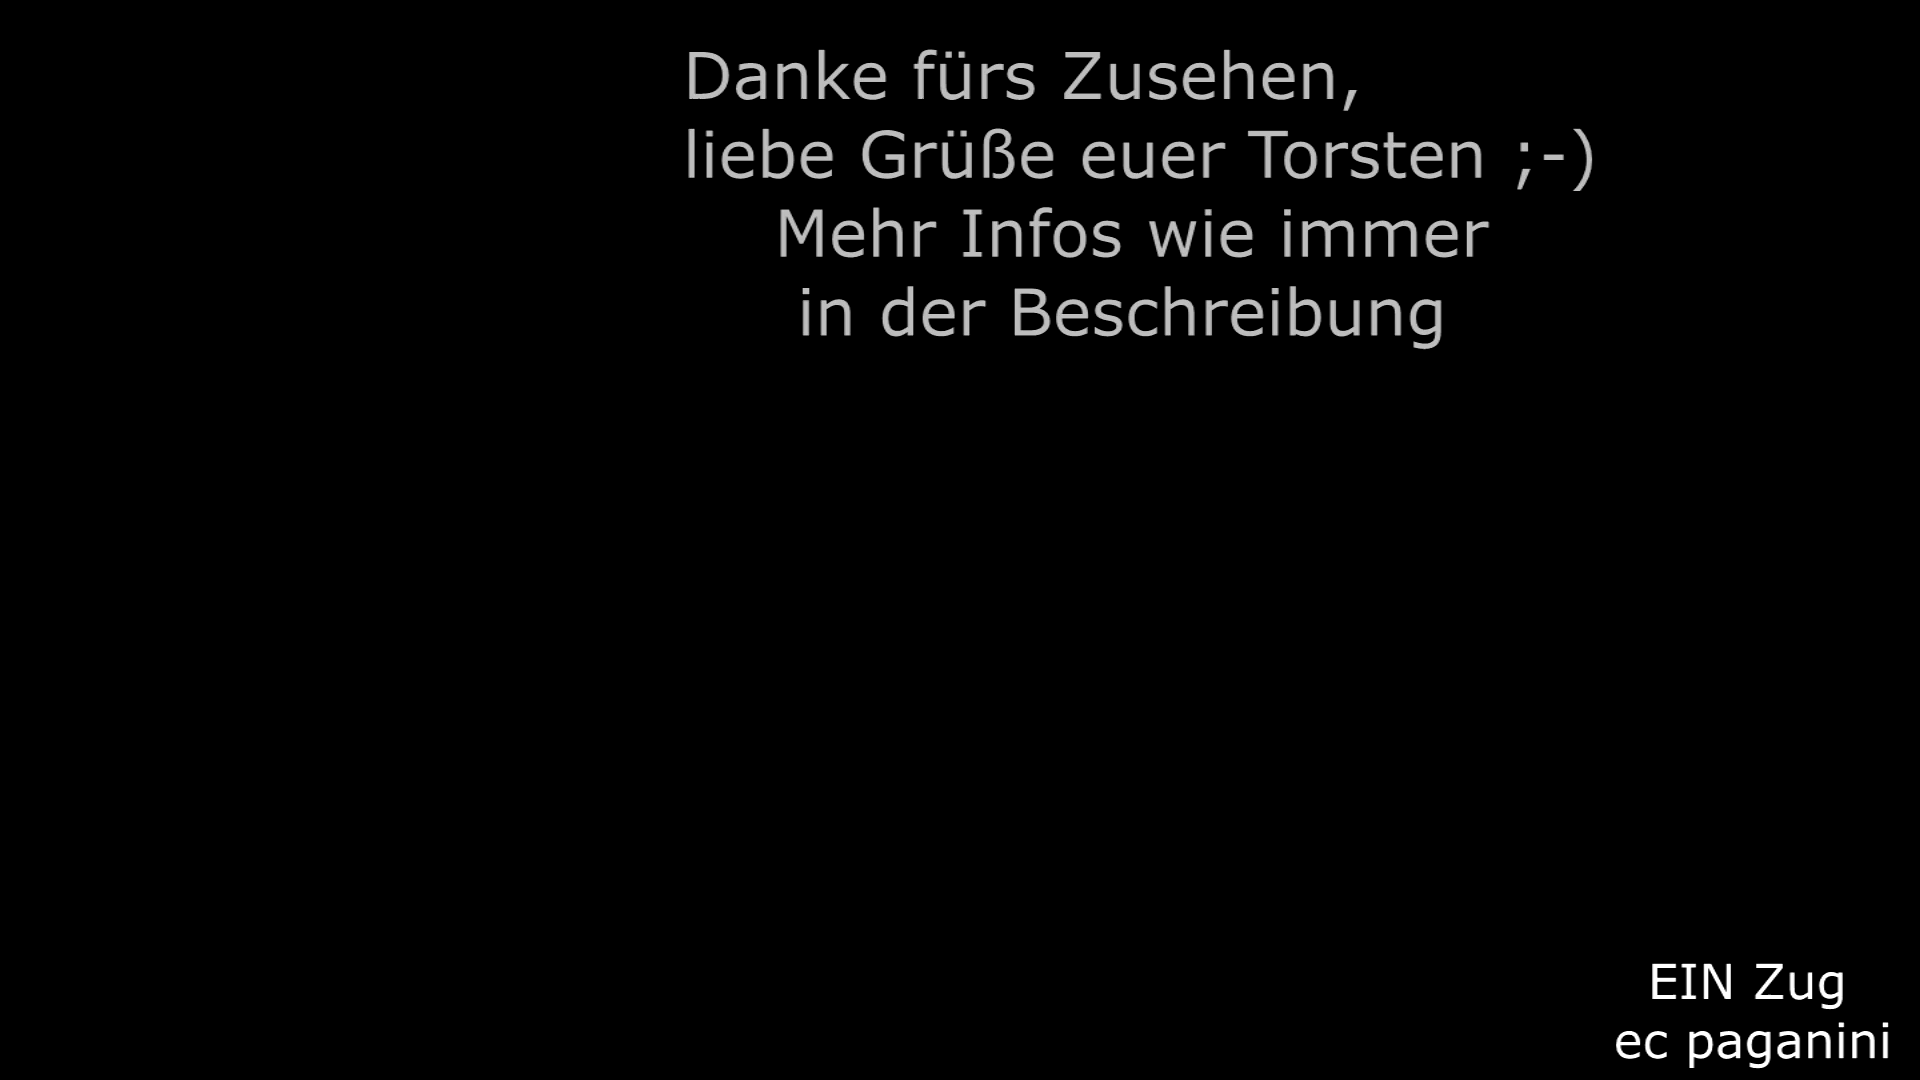 Danke fürs Zusehen,
liebe Grüße euer Torsten ;-)
Mehr Infos wie immer
in der Beschreibung
EIN Zug
ec paganini